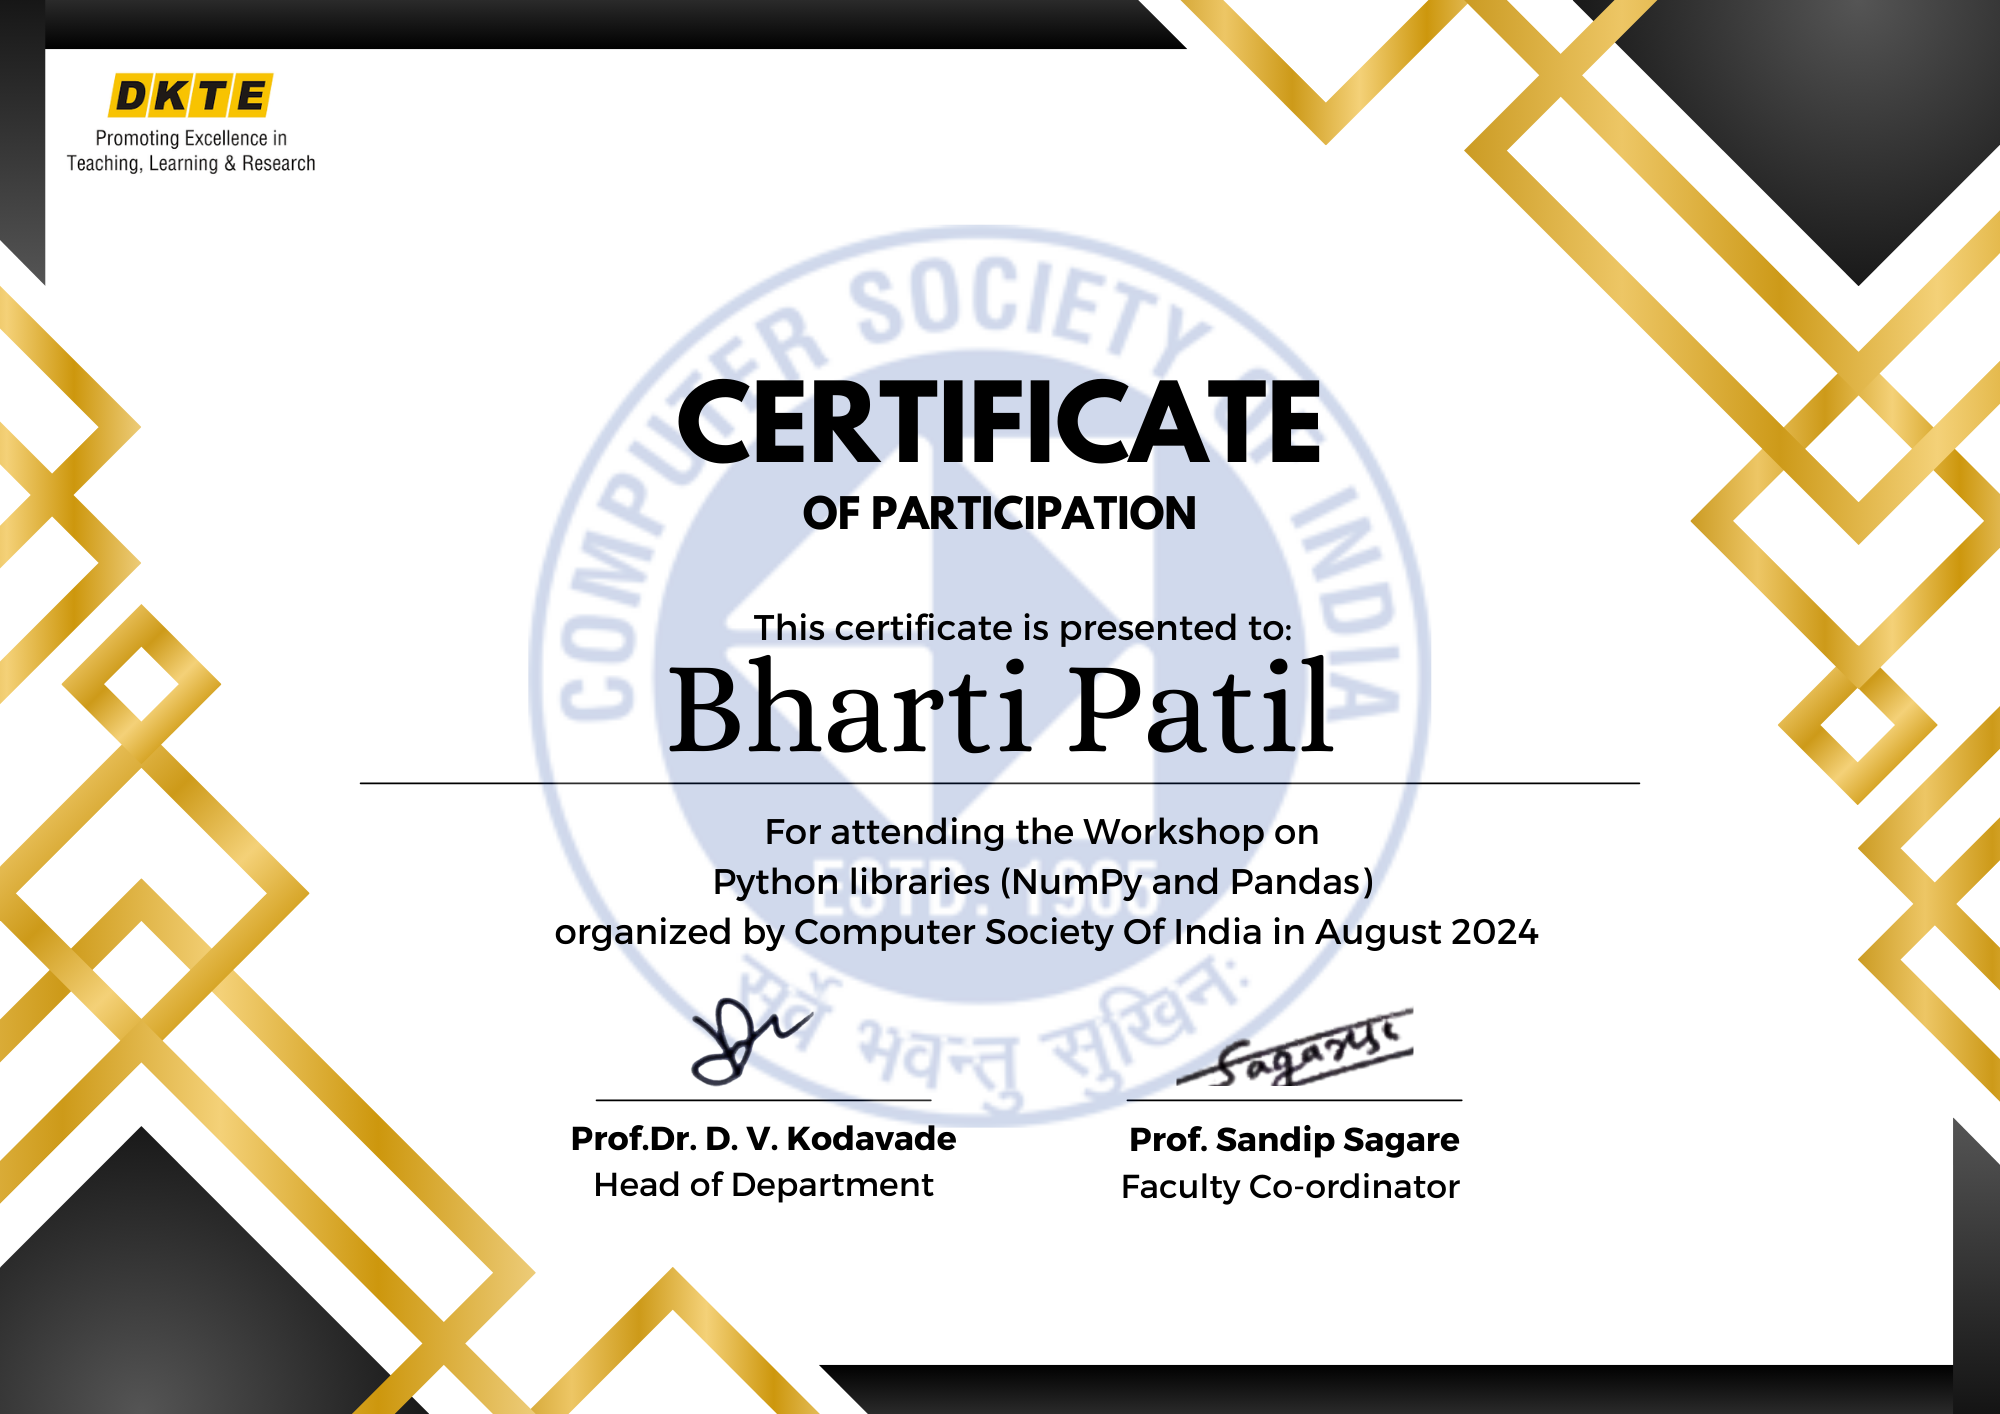 DKTE
Promoting Excellence in
Teaching, Learning & Research
COMPUTER SOCIETY OF INDIA
CERTIFICATE
OF PARTICIPATION
This certificate is presented to:
Bharti Patil
For attending the Workshop on
Python libraries (NumPy and Pandas)
ESTD. 1965
organized by Computer Society Of India in August 2024
सर्वे भवन्तु सुखिनः
Sagare
Prof.Dr. D. V. Kodavade
Head of Department
Prof. Sandip Sagare
Faculty Co-ordinator